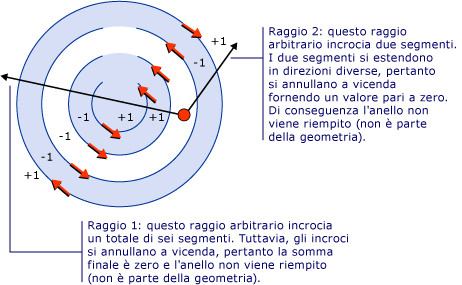 +1
Raggio 2: questo raggio
arbitrario incrocia due segmenti.
I due segmenti si estendono
in direzioni diverse, pertanto
si annullano a vicenda
fornendo un valore pari a zero.
Di conseguenza l'anello non
viene riempito (non è parte
della geometria).
-1
-1
+1
+1
-1
-1
+1
Raggio 1: questo raggio arbitrario incrocia
un totale di sei segmenti. Tuttavia, gli incroci
si annullano a vicenda, pertanto la somma
finale è zero e l'anello non viene riempito
(non è parte della geometria).